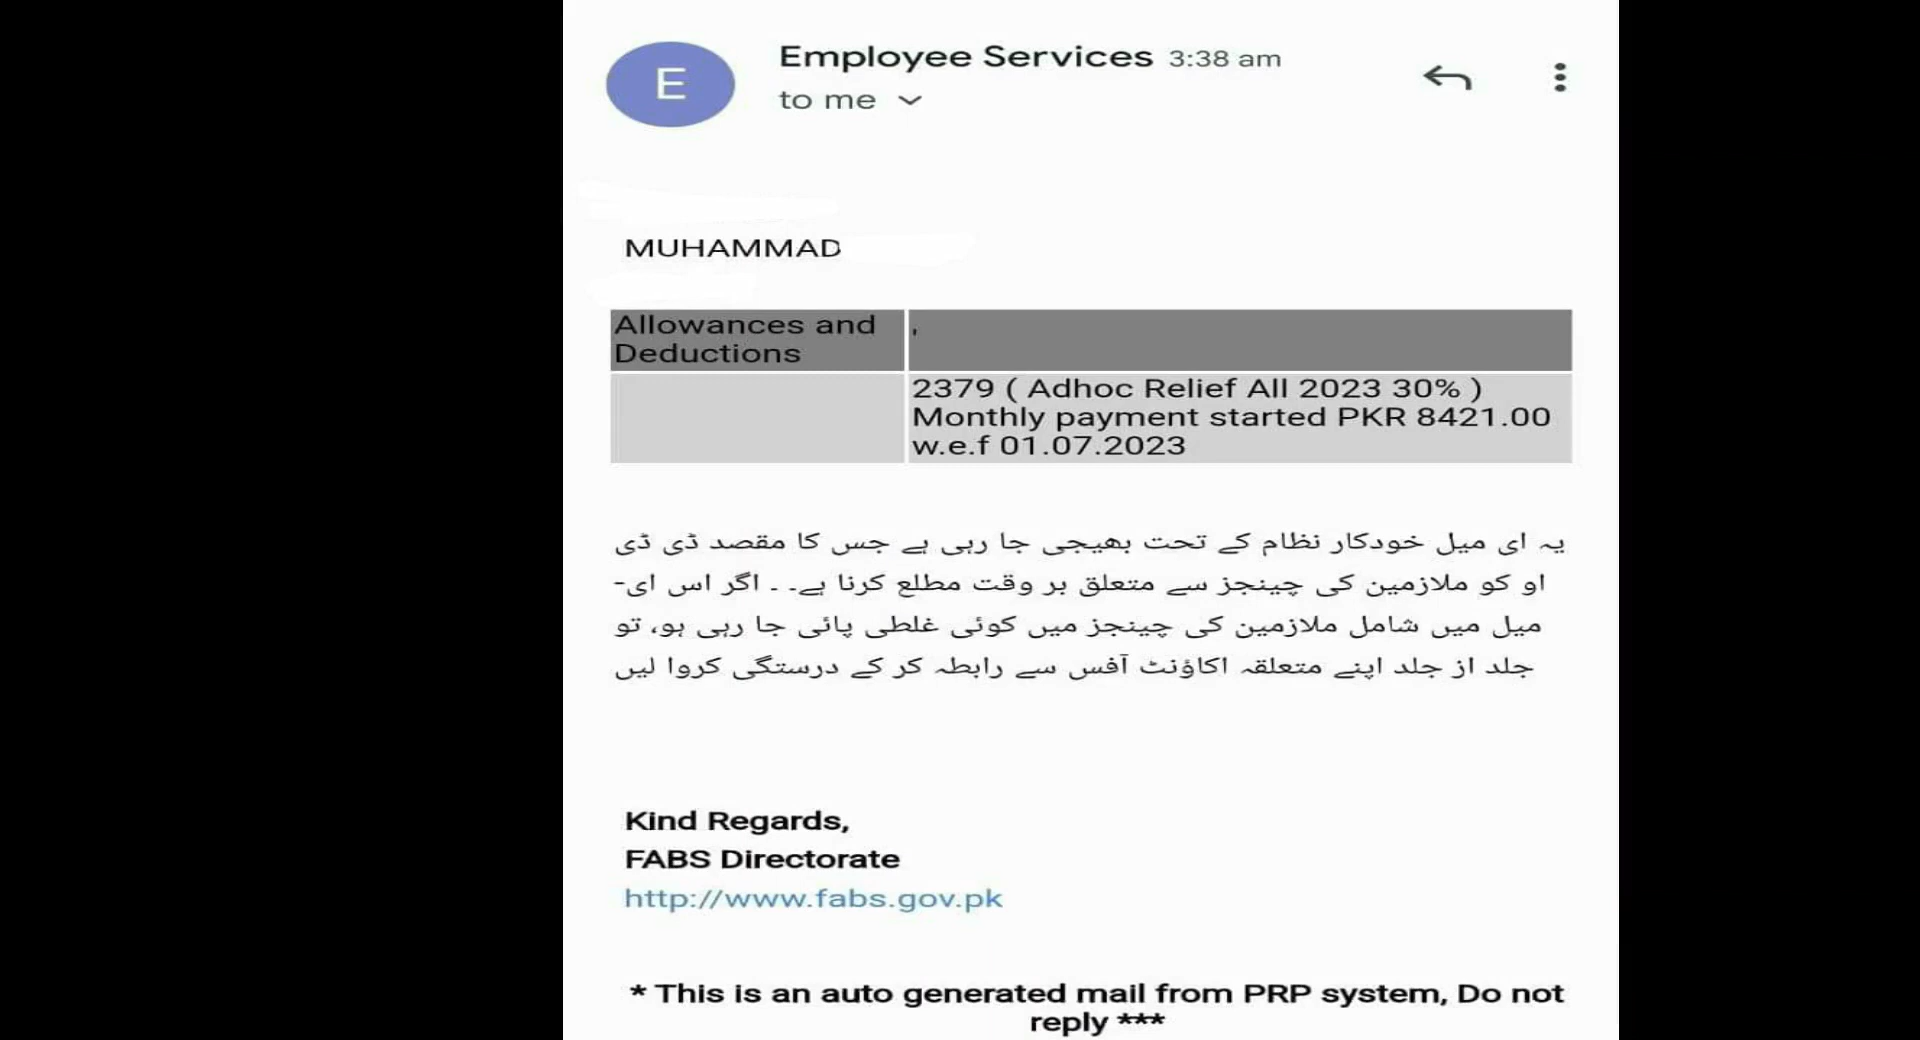 E
Employee Services 3:38 am
to me
MUHAMMAD
Allowances and
Deductions
,
2379 ( Adhoc Relief All 2023 30% )
Monthly payment started PKR 8421.00
w.e.f 01.07.2023
یہ ای میل خودکار نظام کے تحت بھیجی جا رہی ہے جس کا مقصد ڈی ڈی
او کو ملازمین کی چینجز سے متعلق بر وقت مطلع کرنا ہے۔ ۔ اگر اس ای-
میل میں شامل ملازمین کی چینجز میں کوئی غلطی پائی جا رہی ہو، تو
جلد از جلد اپنے متعلقہ اکاؤنٹ آفس سے رابطہ کر کے درستگی کروا لیں
Kind Regards,
FABS Directorate
http://www.fabs.gov.pk
* This is an auto generated mail from PRP system, Do not
reply ***